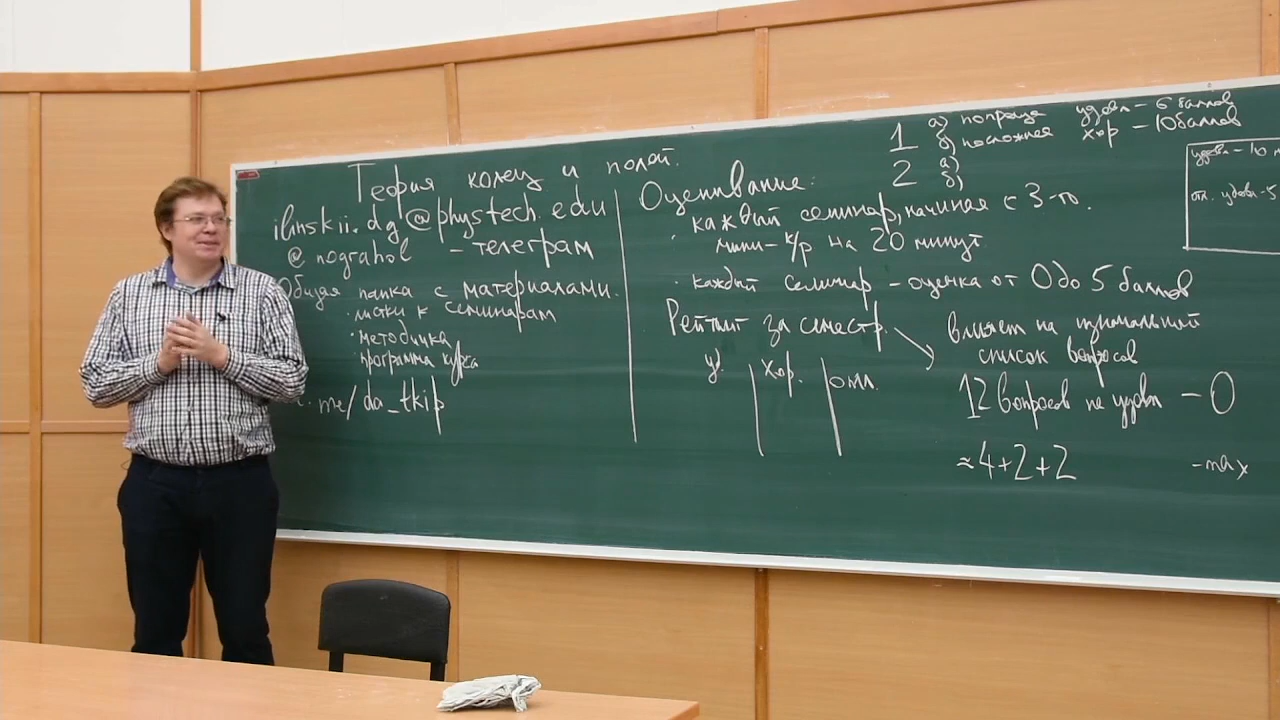 Теория колец и полей.
ilinskii.dg@phystech.edu
@nograhol - телеграм
Общая папка с материалами.
· листки к семинарам
· методичка
· программа курса
t.me/da_tkip
Оценивание:
· каждый семинар, начиная с 3-го.
мини-к/р на 20 минут
· каждый семинар - оценка от 0 до 5 баллов
Рейтинг за семестр.
уд. хор. отл.
1 а) попроще удовл - 6 баллов
б) посложнее хор - 10 баллов
2 а)
б)
удовл - 10
отл. удовл - 5
влияет на
список вопросов
12 вопросов на удовл - 0
≈ 4+2+2 - max